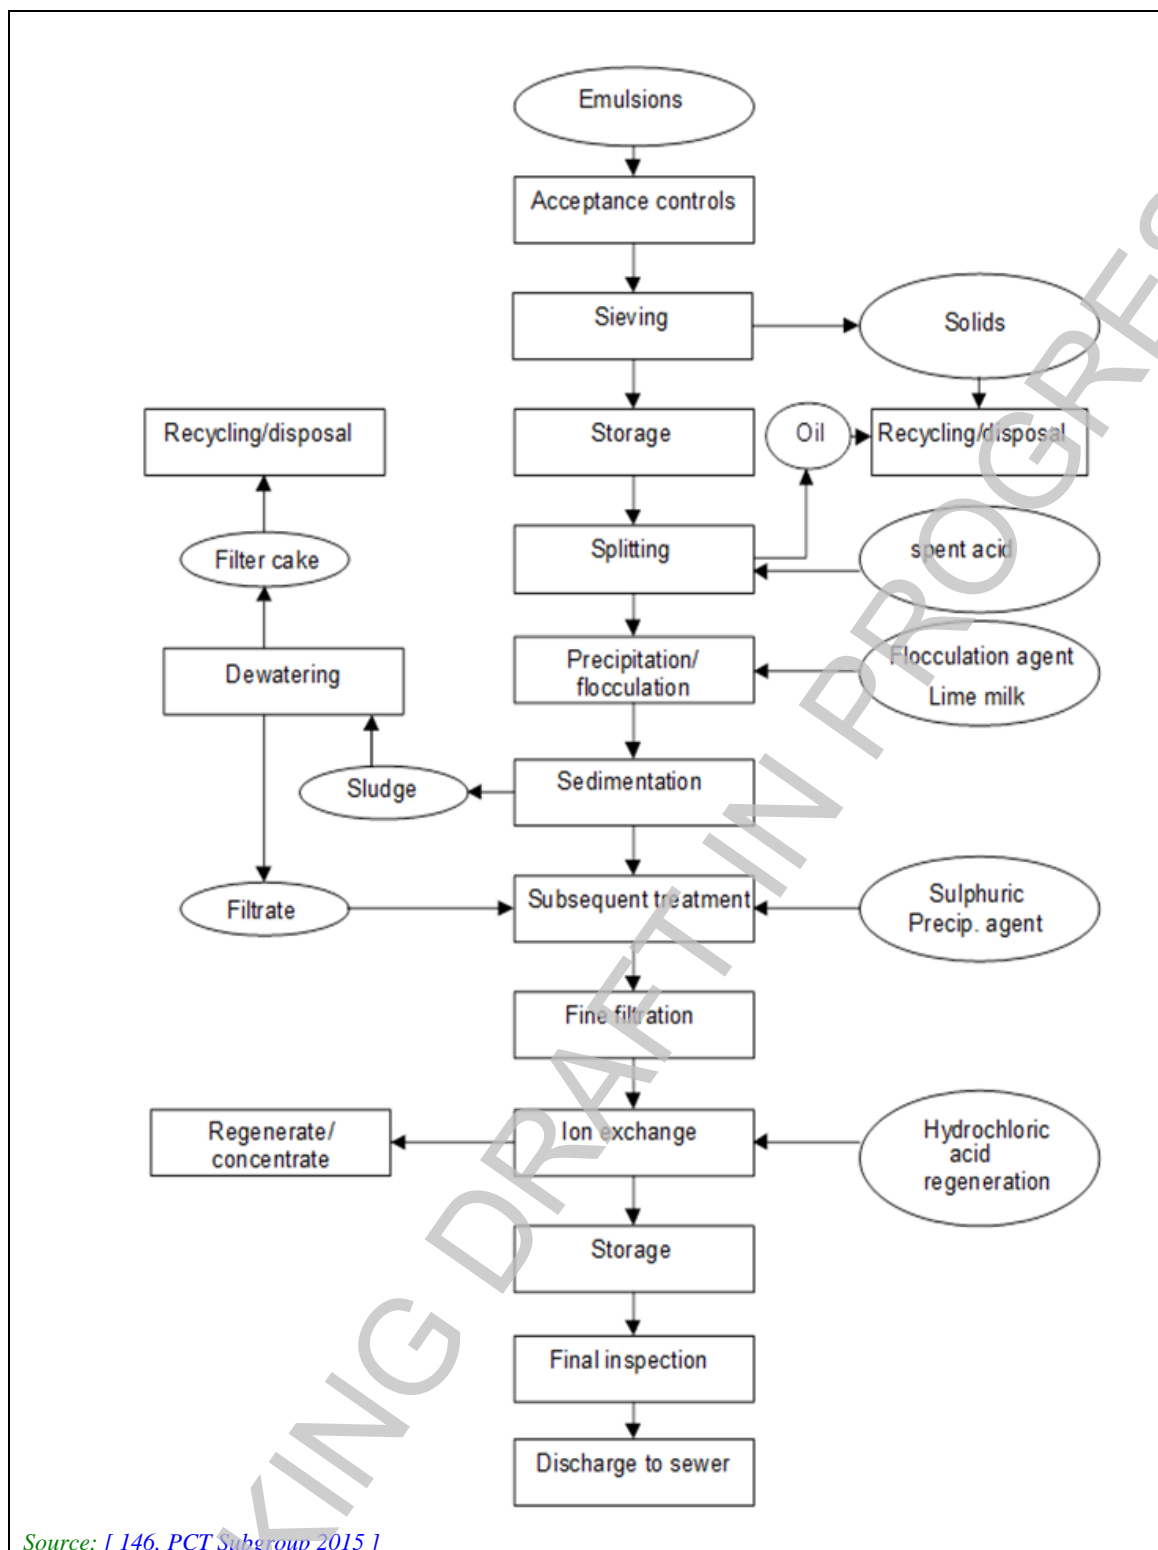 Emulsions
Acceptance controls
Sieving
Solids
Recycling/disposal
Storage
Oil
Recycling/disposal
Splitting
spent acid
Filter cake
Precipitation/
flocculation
Flocculation agent
Lime milk
Dewatering
Sedimentation
Sludge
Subsequent treatment
Filtrate
Sulphuric
Precip. agent
Fine filtration
Regenerate/
concentrate
Ion exchange
Hydrochloric
acid
regeneration
Storage
Final inspection
Discharge to sewer
Source: [ 146, PCT Subgroup 2015 ]
KING DRAFT IN PROGRES